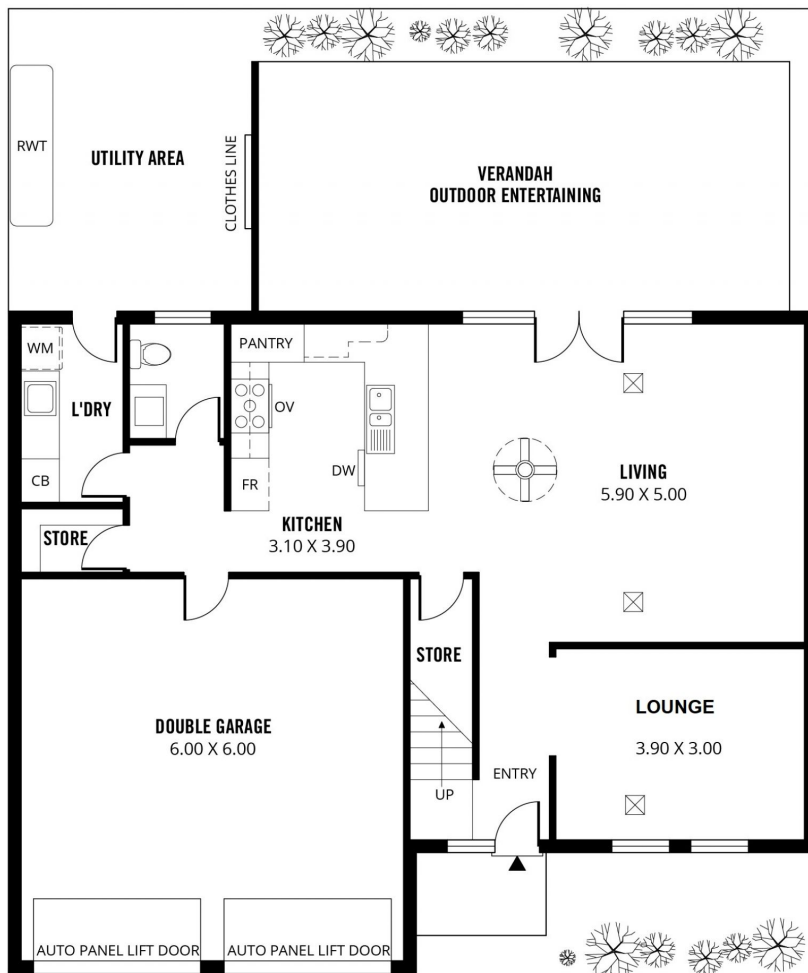 RWT
UTILITY AREA
CLOTHES LINE
VERANDAH
OUTDOOR ENTERTAINING
WM
L'DRY
CB
PANTRY
OV
FR
DW
KITCHEN
3.10 X 3.90
LIVING
5.90 X 5.00
STORE
STORE
DOUBLE GARAGE
6.00 X 6.00
LOUNGE
3.90 X 3.00
ENTRY
UP
AUTO PANEL LIFT DOOR
AUTO PANEL LIFT DOOR